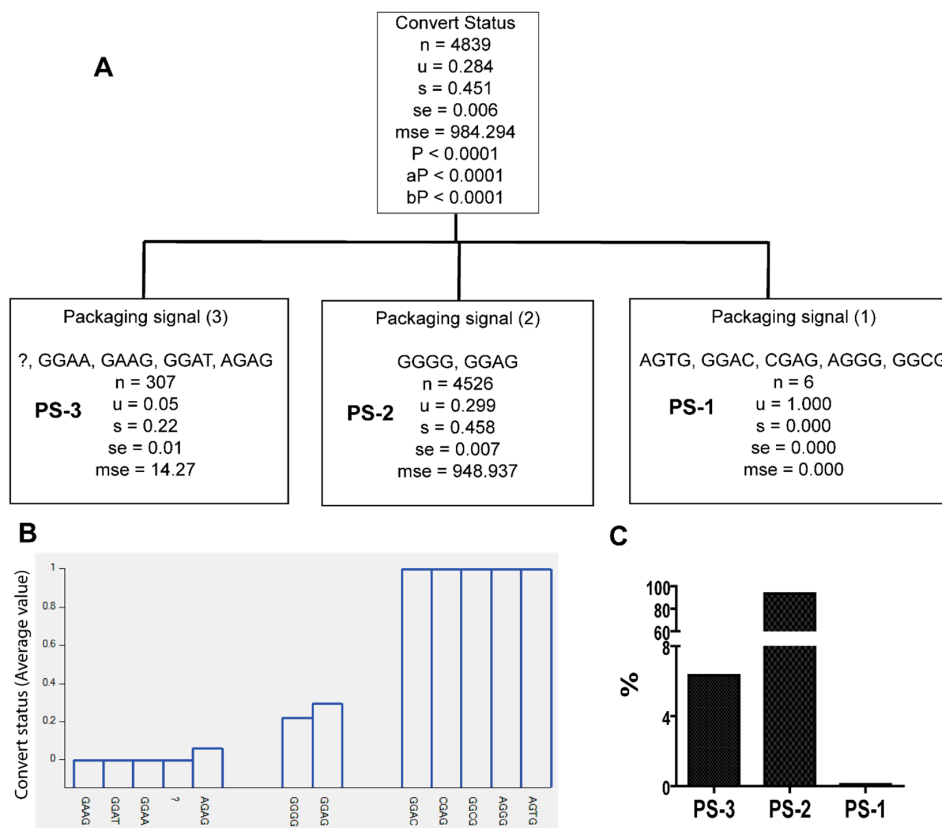 A
Convert Status
n = 4839
u = 0.284
s = 0.451
se = 0.006
mse = 984.294
P < 0.0001
aP < 0.0001
bP < 0.0001
Packaging signal (3)
?, GGAA, GAAG, GGAT, AGAG
n = 307
PS-3
u = 0.05
s = 0.22
se = 0.01
mse = 14.27
Packaging signal (2)
GGGG, GGAG
n = 4526
PS-2
u = 0.299
s = 0.458
se = 0.007
mse = 948.937
Packaging signal (1)
AGTG, GGAC, CGAG, AGGG, GGCG
n = 6
PS-1
u = 1.000
s = 0.000
se = 0.000
mse = 0.000
B
Convert status (Average value)
1
0.8
0.6
0.4
0.2
0
GAAG
GGAT
GGAA
?
AGAG
GGGG
GGAG
GGAC
CGAG
GGCG
AGGG
AGTG
C
%
100
80
60
8
4
0
PS-3 PS-2 PS-1